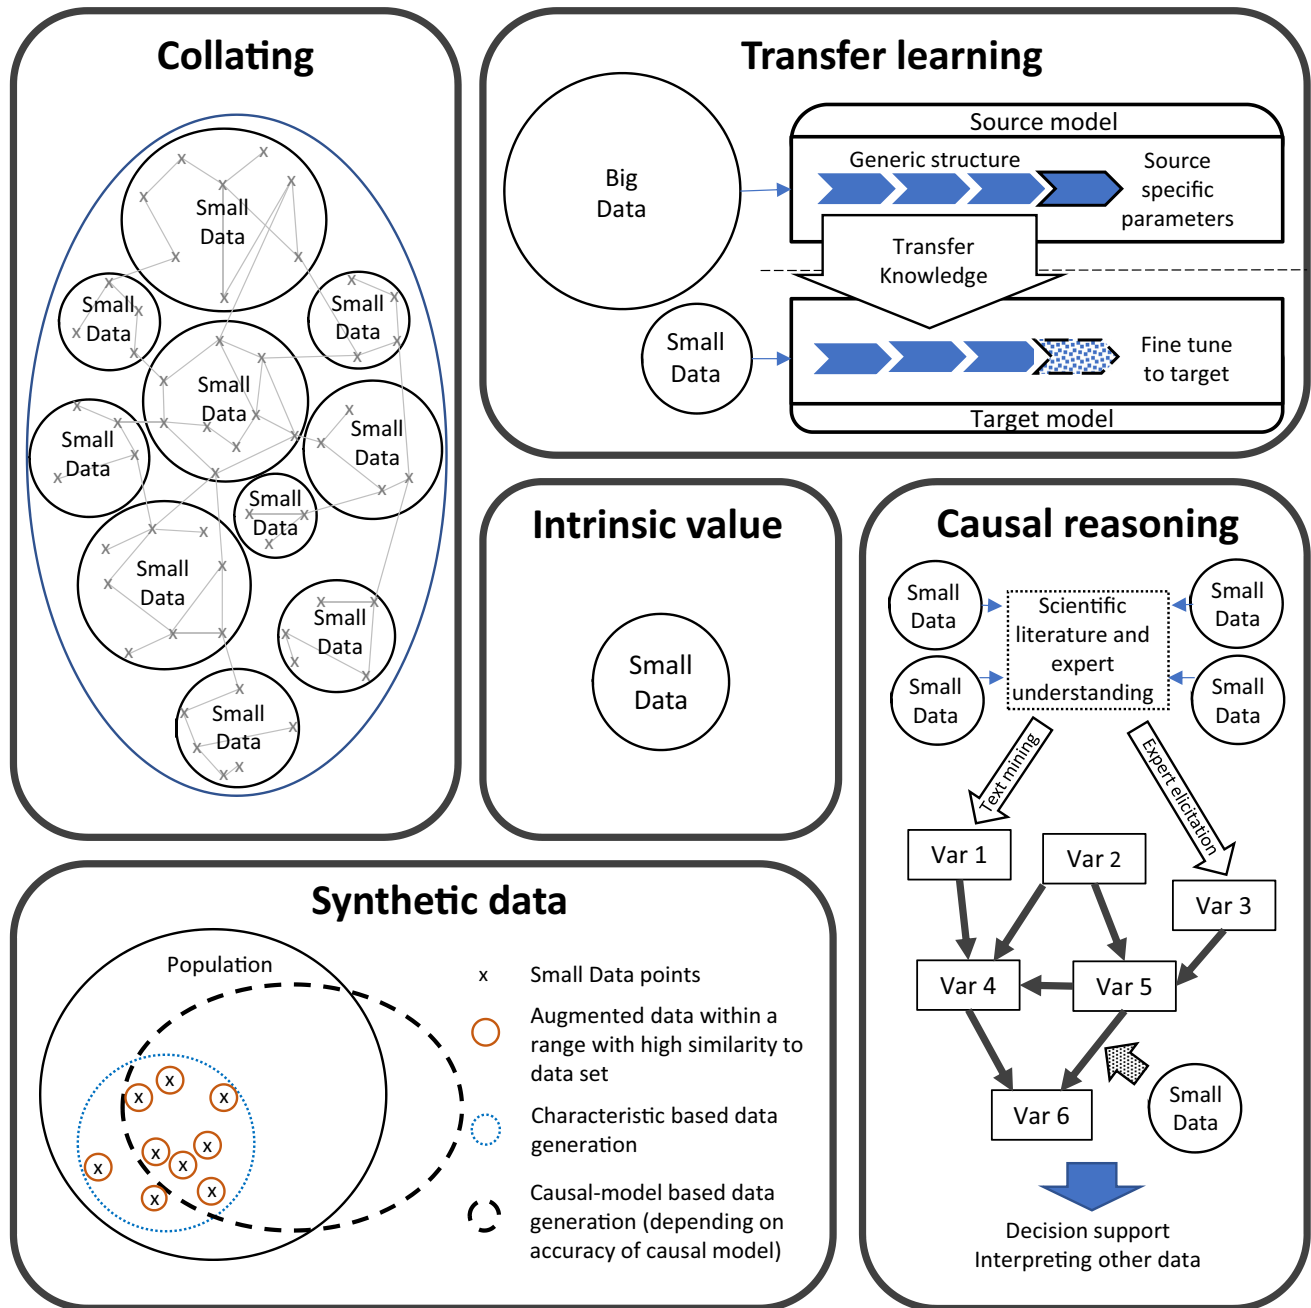 Collating
Small
Data
Small
Data
Small
Data
Small
Data
Small
Data
Small
Data
Small
Data
Small
Data
Small
Data
Small
Data
Transfer learning
Big
Data
Small
Data
Source model
Generic structure
Source
specific
parameters
Transfer
Knowledge
Fine tune
to target
Target model
Intrinsic value
Small
Data
Causal reasoning
Small
Data
Small
Data
Scientific
literature and
expert
understanding
Small
Data
Small
Data
Text mining
Expert elicitation
Var 1
Var 2
Var 3
Var 4
Var 5
Var 6
Small
Data
Decision support
Interpreting other data
Synthetic data
Population
x Small Data points
Augmented data within a
range with high similarity to
data set
Characteristic based data
generation
Causal-model based data
generation (depending on
accuracy of causal model)